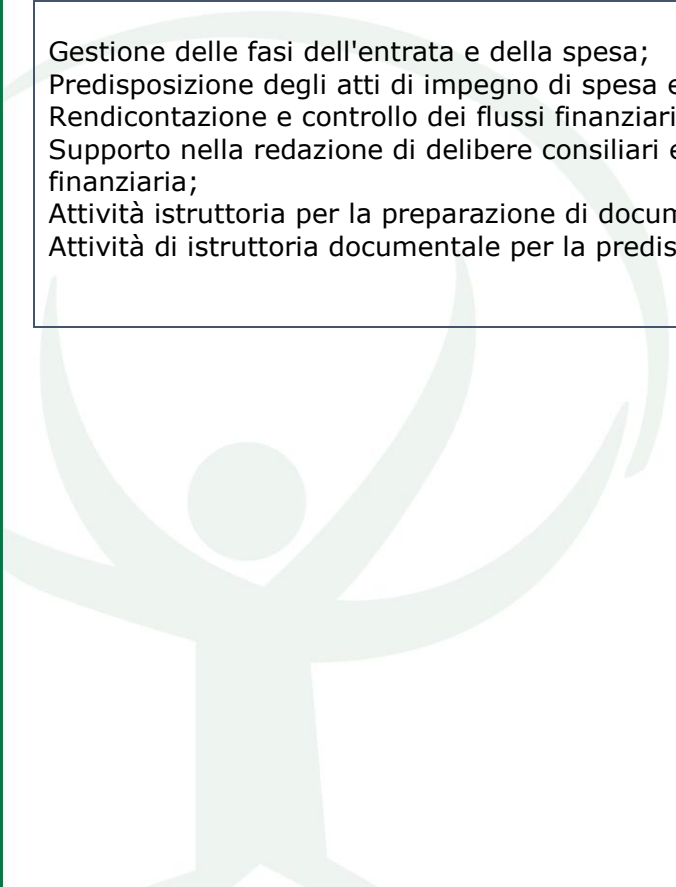 Gestione delle fasi dell'entrata e della spesa;
Predisposizione degli atti di impegno di spesa e
Rendicontazione e controllo dei flussi finanziari
Supporto nella redazione di delibere consiliari e
finanziaria;
Attività istruttoria per la preparazione di docum
Attività di istruttoria documentale per la predis